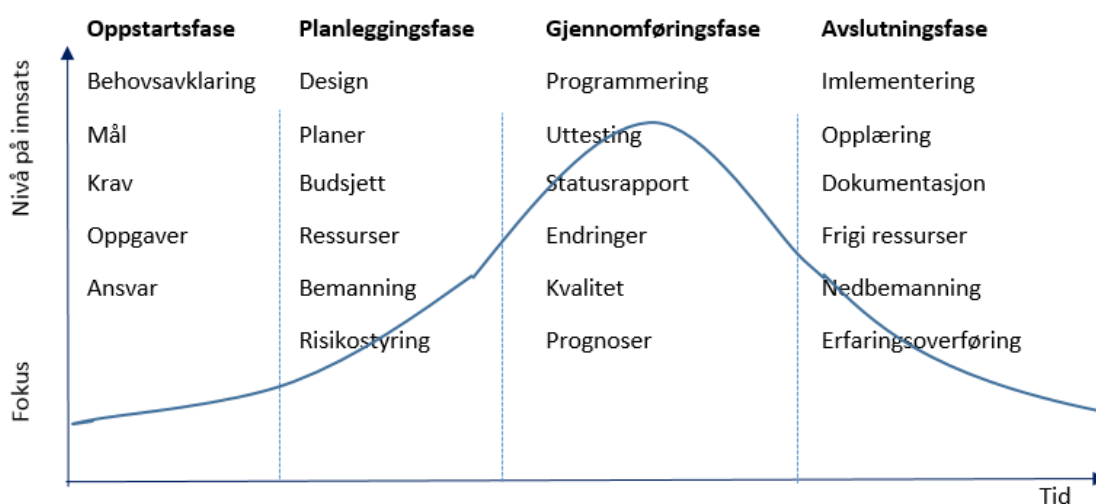 Oppstartsfase
Planleggingsfase
Gjennomføringsfase
Avslutningsfase
Behovsavklaring
Design
Programmering
Imlementering
Mål
Planer
Uttesting
Opplæring
Krav
Budsjett
Statusrapport
Dokumentasjon
Oppgaver
Ressurser
Endringer
Frigi ressurser
Ansvar
Bemanning
Kvalitet
Nedbemanning
Risikostyring
Prognoser
Erfaringsoverføring
Nivå på innsats
Fokus
Tid